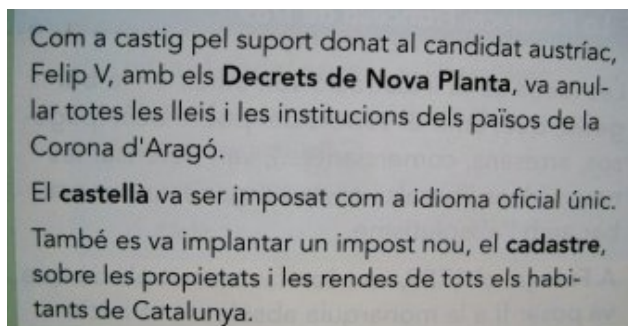 Com a castig pel suport donat al candidat austríac,
Felip V, amb els Decrets de Nova Planta, va anul-
lar totes les lleis i les institucions dels països de la
Corona d'Aragó.
El castellà va ser imposat com a idioma oficial únic.
També es va implantar un impost nou, el cadastre,
sobre les propietats i les rendes de tots els habi-
tants de Catalunya.